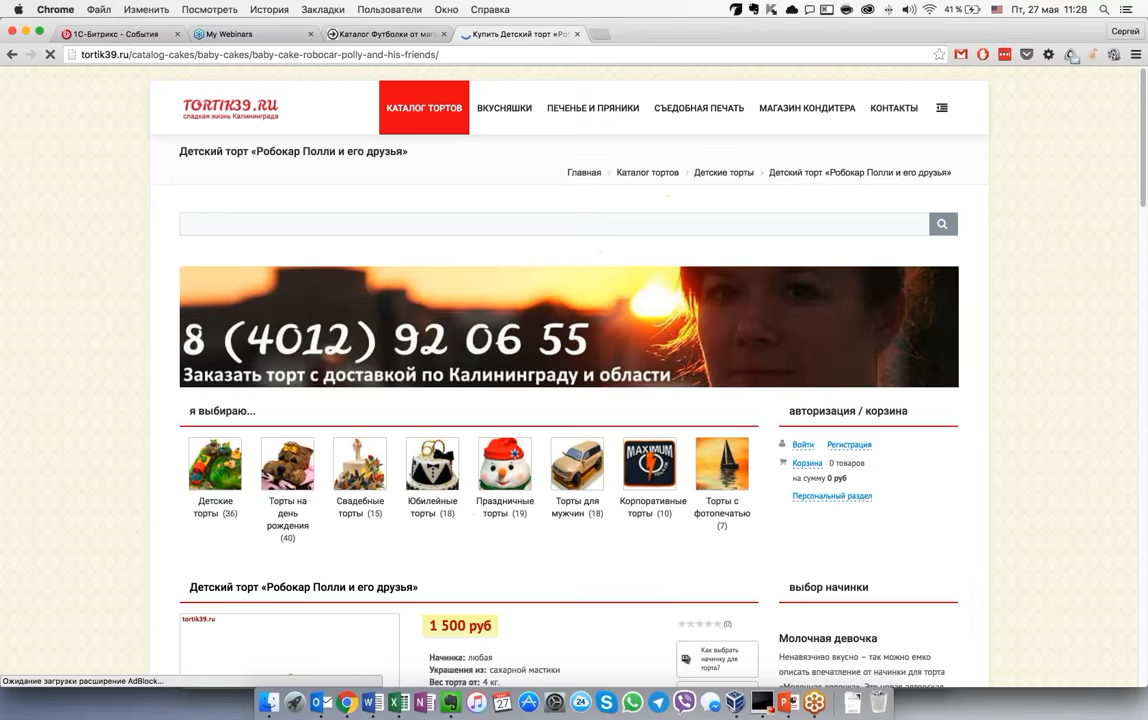 Chrome Файл Изменить Посмотреть История Закладки Пользователи Окно Справка 41 % Пт, 27 мая 11:28
1С-Битрикс - События My Webinars Каталог Футболки от мага Купить Детский торт «Роб Сергей
tortik39.ru/catalog-cakes/baby-cakes/baby-cake-robocar-polly-and-his-friends/
TORTIK39.RU
сладкая жизнь Калининграда
КАТАЛОГ ТОРТОВ ВКУСНЯШКИ ПЕЧЕНЬЕ И ПРЯНИКИ СЪЕДОБНАЯ ПЕЧАТЬ МАГАЗИН КОНДИТЕРА КОНТАКТЫ
Детский торт «Робокар Полли и его друзья»
Главная › Каталог тортов › Детские торты › Детский торт «Робокар Полли и его друзья»
8 (4012) 92 06 55
Заказать торт с доставкой по Калининграду и области
я выбираю...
авторизация / корзина
Войти Регистрация
Корзина 0 товаров
на сумму 0 руб
Персональный раздел
MAXIMUM
Детские торты (36)
Торты на день рождения (40)
Свадебные торты (15)
Юбилейные торты (18)
Праздничные торты (19)
Торты для мужчин (18)
Корпоративные торты (10)
Торты с фотопечатью (7)
Детский торт «Робокар Полли и его друзья»
выбор начинки
tortik39.ru
1 500 руб
(0)
Начинка: любая
Украшения из: сахарной мастики
Вес торта от: 4 кг.
Как выбрать
начинку для
торта?
Молочная девочка
Ненавязчиво вкусно – так можно емко
описать впечатление от начинки для торта
Ожидание загрузки расширение AdBlock...